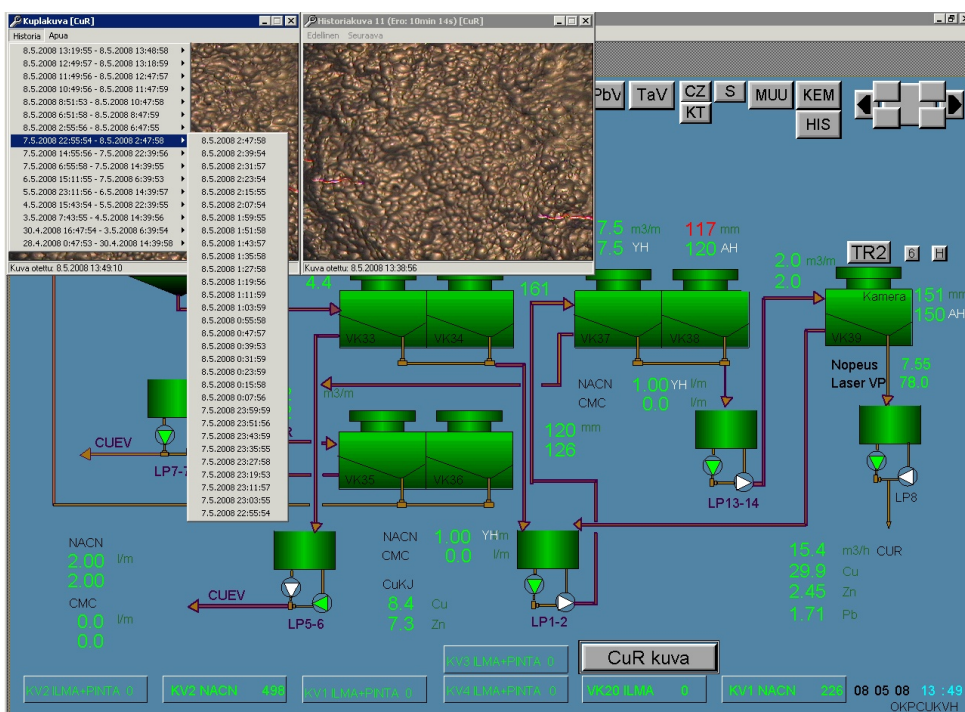 Kuplakuva [CuR]
Historia Apua
8.5.2008 13:19:55 - 8.5.2008 13:48:58
8.5.2008 12:49:57 - 8.5.2008 13:18:59
8.5.2008 11:49:56 - 8.5.2008 12:47:57
8.5.2008 10:49:56 - 8.5.2008 11:47:59
8.5.2008 8:51:53 - 8.5.2008 10:47:58
8.5.2008 6:51:58 - 8.5.2008 8:47:59
8.5.2008 2:55:56 - 8.5.2008 6:47:55
7.5.2008 22:55:54 - 8.5.2008 2:47:58
7.5.2008 14:55:56 - 7.5.2008 22:39:56
7.5.2008 6:55:58 - 7.5.2008 14:39:55
6.5.2008 15:11:55 - 7.5.2008 6:39:53
5.5.2008 23:11:56 - 6.5.2008 14:39:57
4.5.2008 15:43:54 - 5.5.2008 22:39:55
3.5.2008 7:43:55 - 4.5.2008 14:39:56
30.4.2008 16:47:54 - 3.5.2008 6:39:54
28.4.2008 0:47:53 - 30.4.2008 14:39:58
Kuva otettu: 8.5.2008 13:49:10
8.5.2008 2:47:58
8.5.2008 2:39:54
8.5.2008 2:31:57
8.5.2008 2:23:54
8.5.2008 2:15:55
8.5.2008 2:07:54
8.5.2008 1:59:55
8.5.2008 1:51:58
8.5.2008 1:43:57
8.5.2008 1:35:58
8.5.2008 1:27:58
8.5.2008 1:19:56
8.5.2008 1:11:59
8.5.2008 1:03:59
8.5.2008 0:55:58
8.5.2008 0:47:57
8.5.2008 0:39:53
8.5.2008 0:31:59
8.5.2008 0:23:59
8.5.2008 0:15:58
8.5.2008 0:07:56
7.5.2008 23:59:59
7.5.2008 23:51:56
7.5.2008 23:43:59
7.5.2008 23:35:55
7.5.2008 23:27:58
7.5.2008 23:19:53
7.5.2008 23:11:57
7.5.2008 23:03:55
7.5.2008 22:55:54
Historiakuva 11 (Ero: 10min 14s) [CuR]
Edellinen Seuraava
Kuva otettu: 8.5.2008 13:38:56
PbV TaV CZ S MUU KEM
KT HIS
7.5 m3/m 117 mm
7.5 YH 120 AH
2.0 m3/m TR2 6 H
2.0
4.4 161
Kamera 151 mm
150 AH
VK33 VK34 VK37 VK38 VK39
Nopeus 7.55
Laser VP 78.0
NACN 1.00 YH l/m
CMC 0.0 l/m
m3/m
120 mm
126
CUEV
LP7-7
VK35 VK36
LP13-14
LP8
NACN
2.00 l/m
2.00
CMC
0.0 l/m
0.0
NACN 1.00 YH m
CMC 0.0 l/m
CuKJ
8.4 Cu
7.3 Zn
CUEV
LP5-6
LP1-2
15.4 m3/h CUR
29.9 Cu
2.45 Zn
1.71 Pb
KV3 ILMA+PINTA 0
CuR kuva
KV2 ILMA+PINTA 0
KV2 NACN 498
KV1 ILMA+PINTA 0
KV4 ILMA+PINTA 0
VK20 ILMA 0
KV1 NACN 226
08 05 08 13 : 49
OKPCUKVH